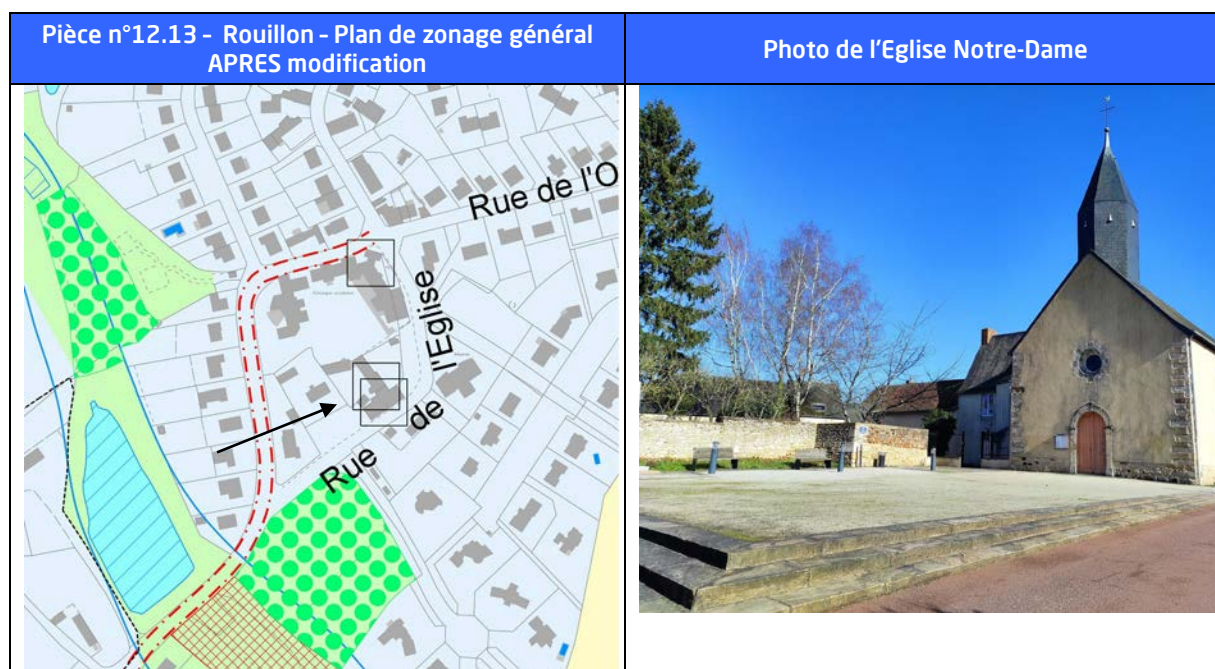 Pièce n°12.13 – Rouillon – Plan de zonage général
APRES modification
Photo de l'Eglise Notre-Dame
Rue de l'O
l'Eglise
de
Rue